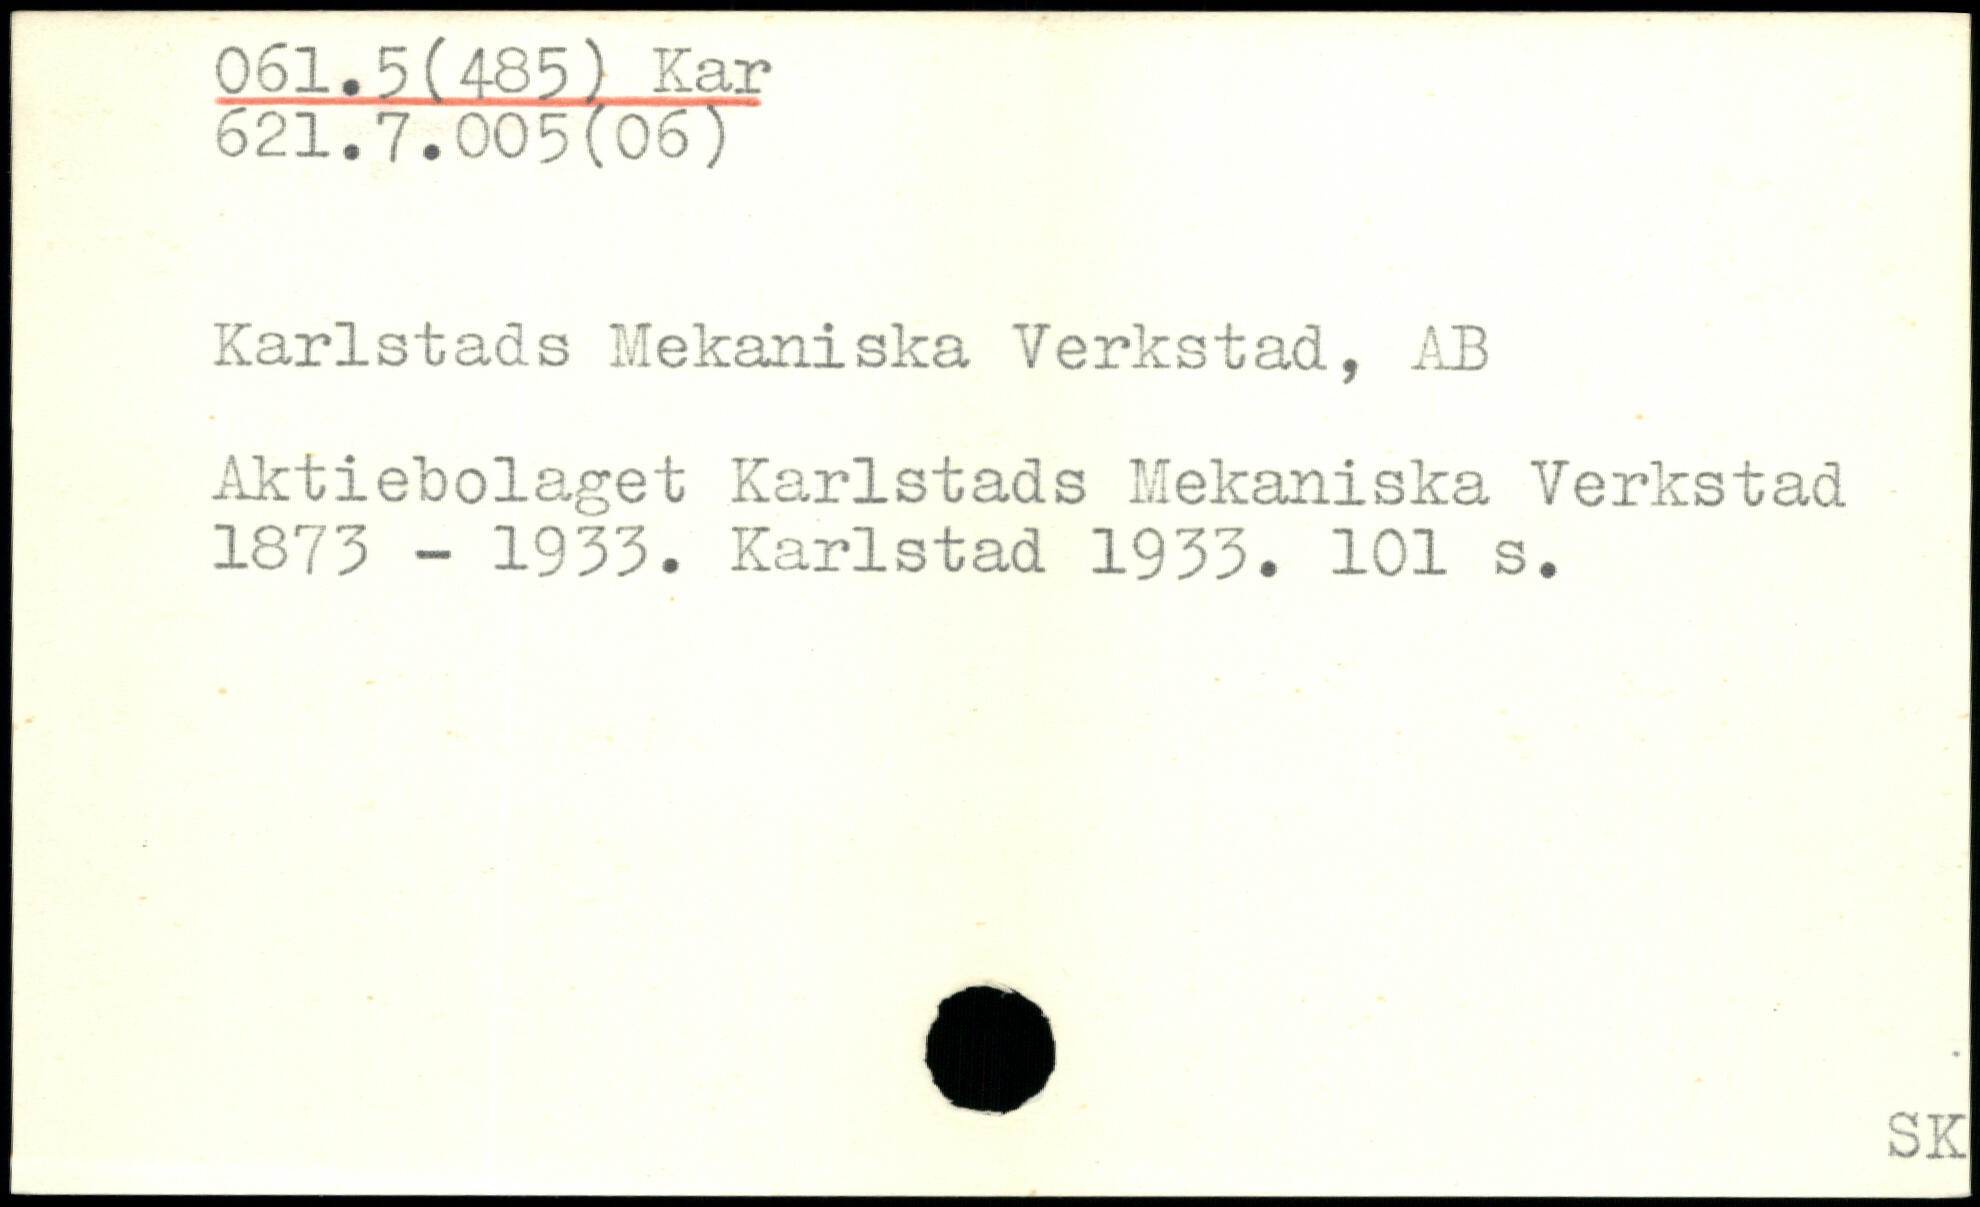 061.5(485) Kar
621.7.005(06)
Karlstads Mekaniska Verkstad, AB
Aktiebolaget Karlstads Mekaniska Verkstad
1873 - 1933. Karlstad 1933. 101 s.
SK